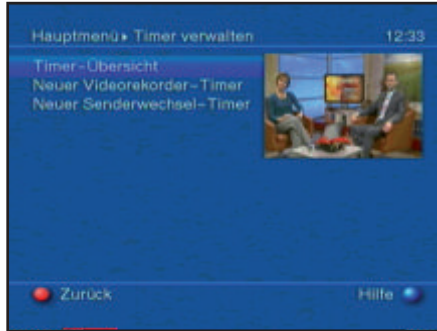 Hauptmenü▸ Timer verwalten 12:33
Timer-Übersicht
Neuer Videorekorder-Timer
Neuer Senderwechsel-Timer
Zurück Hilfe